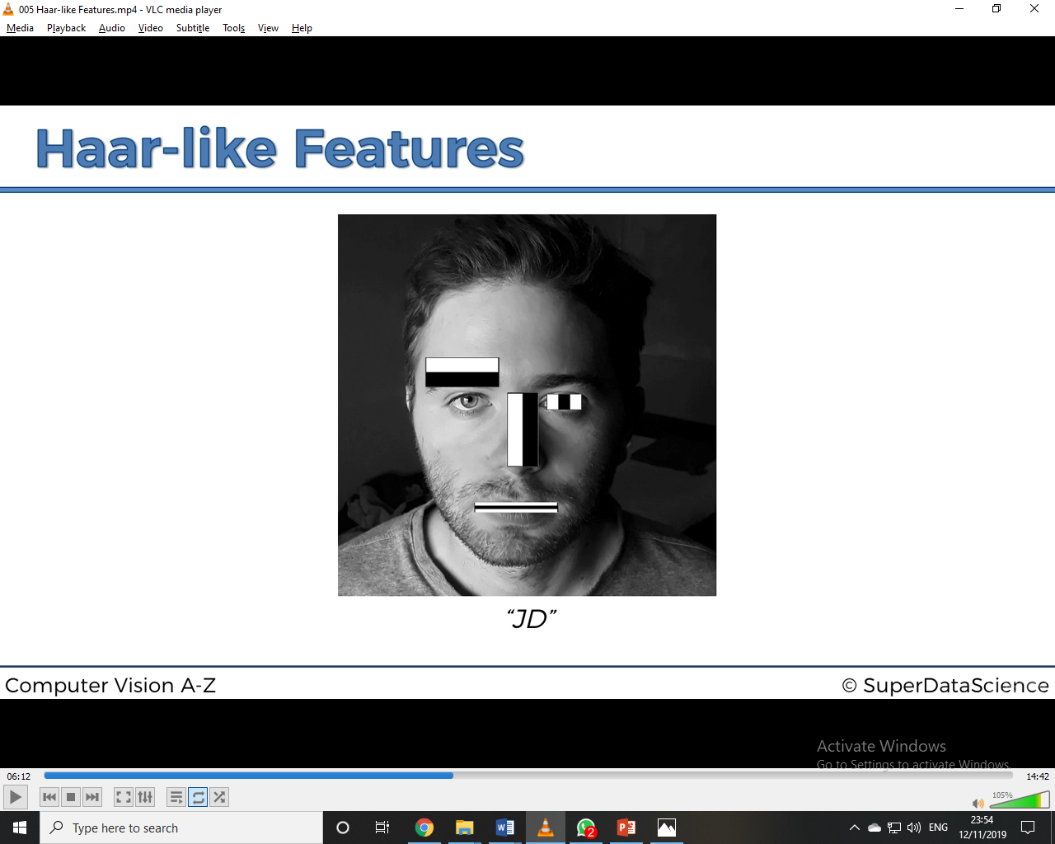 005 Haar-like Features.mp4 - VLC media player
Media Playback Audio Video Subtitle Tools View Help
Haar-like Features
“JD”
Computer Vision A-Z
© SuperDataScience
Activate Windows
Go to Settings to activate Windows.
06:12
14:42
105%
Type here to search
2
ENG
23:54
12/11/2019